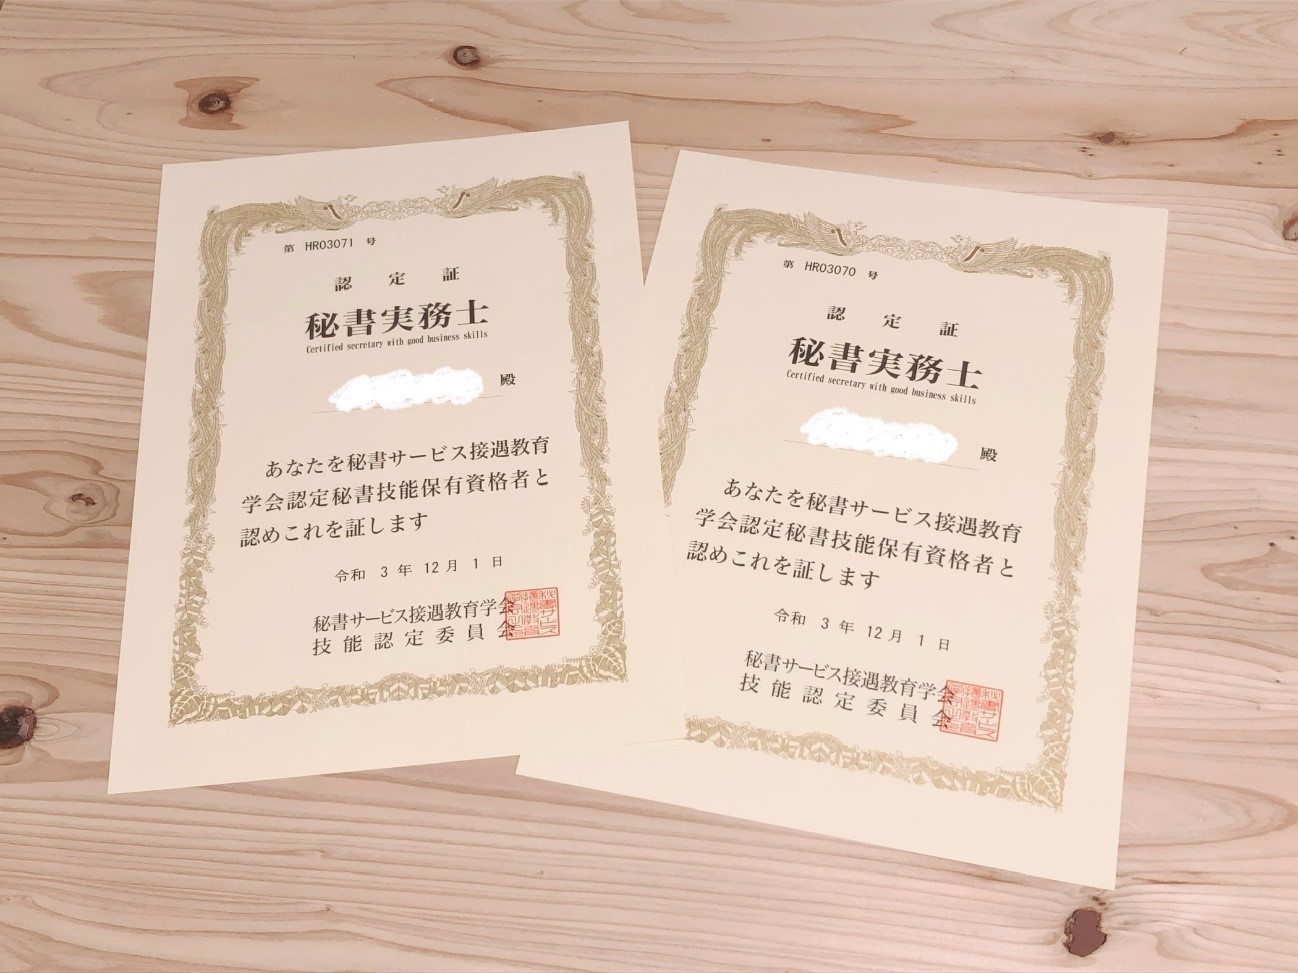 第 HR03071 号
認定証
秘書実務士
Certified secretary with good business skills
殿
あなたを秘書サービス接遇教育
学会認定秘書技能保有資格者と
認めこれを証します
令和 3 年 12 月 1 日
秘書サービス接遇教育学会
技能認定委員会
第 HR03070 号
認定証
秘書実務士
Certified secretary with good business skills
殿
あなたを秘書サービス接遇教育
学会認定秘書技能保有資格者と
認めこれを証します
令和 3 年 12 月 1 日
秘書サービス接遇教育学会
技能認定委員会